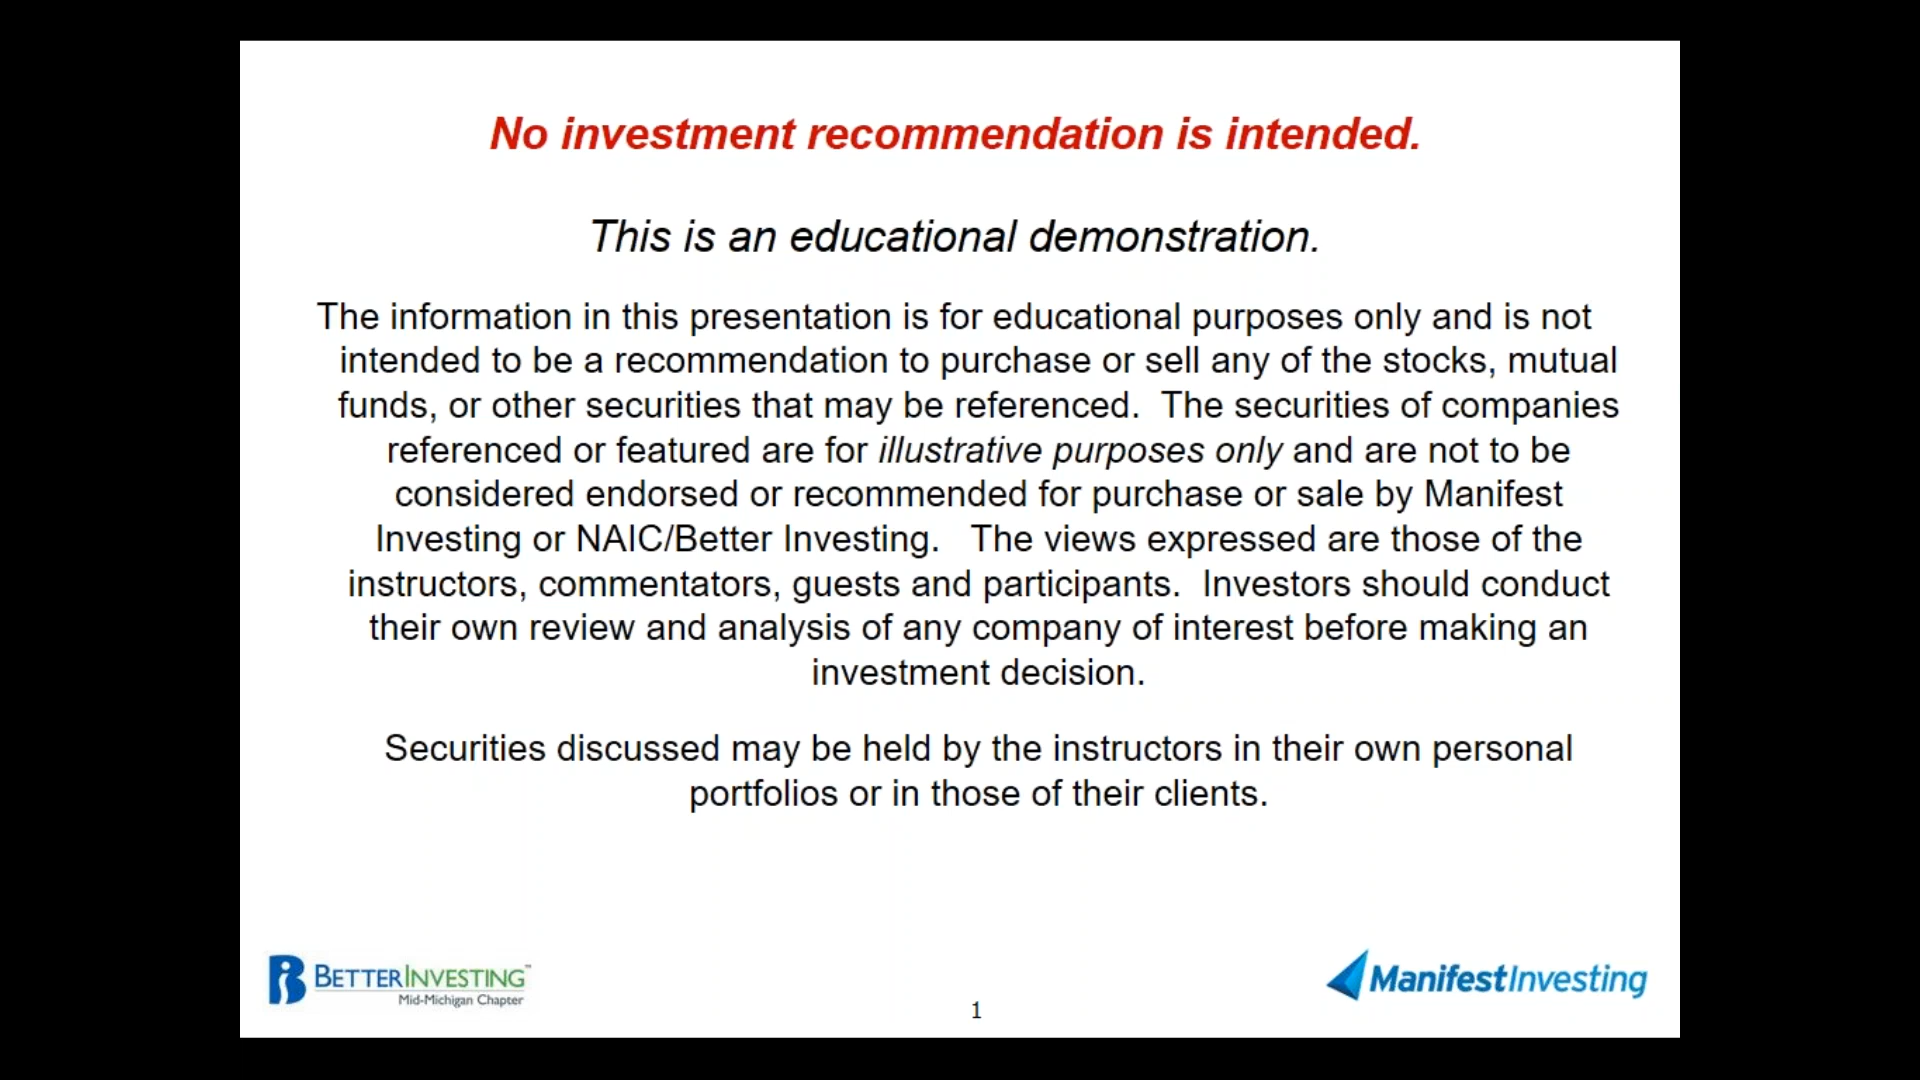 No investment recommendation is intended.
This is an educational demonstration.
The information in this presentation is for educational purposes only and is not
intended to be a recommendation to purchase or sell any of the stocks, mutual
funds, or other securities that may be referenced.  The securities of companies
referenced or featured are for illustrative purposes only and are not to be
considered endorsed or recommended for purchase or sale by Manifest
Investing or NAIC/Better Investing.   The views expressed are those of the
instructors, commentators, guests and participants.  Investors should conduct
their own review and analysis of any company of interest before making an
investment decision.
Securities discussed may be held by the instructors in their own personal
portfolios or in those of their clients.
BETTERINVESTING™
Mid-Michigan Chapter
1
ManifestInvesting